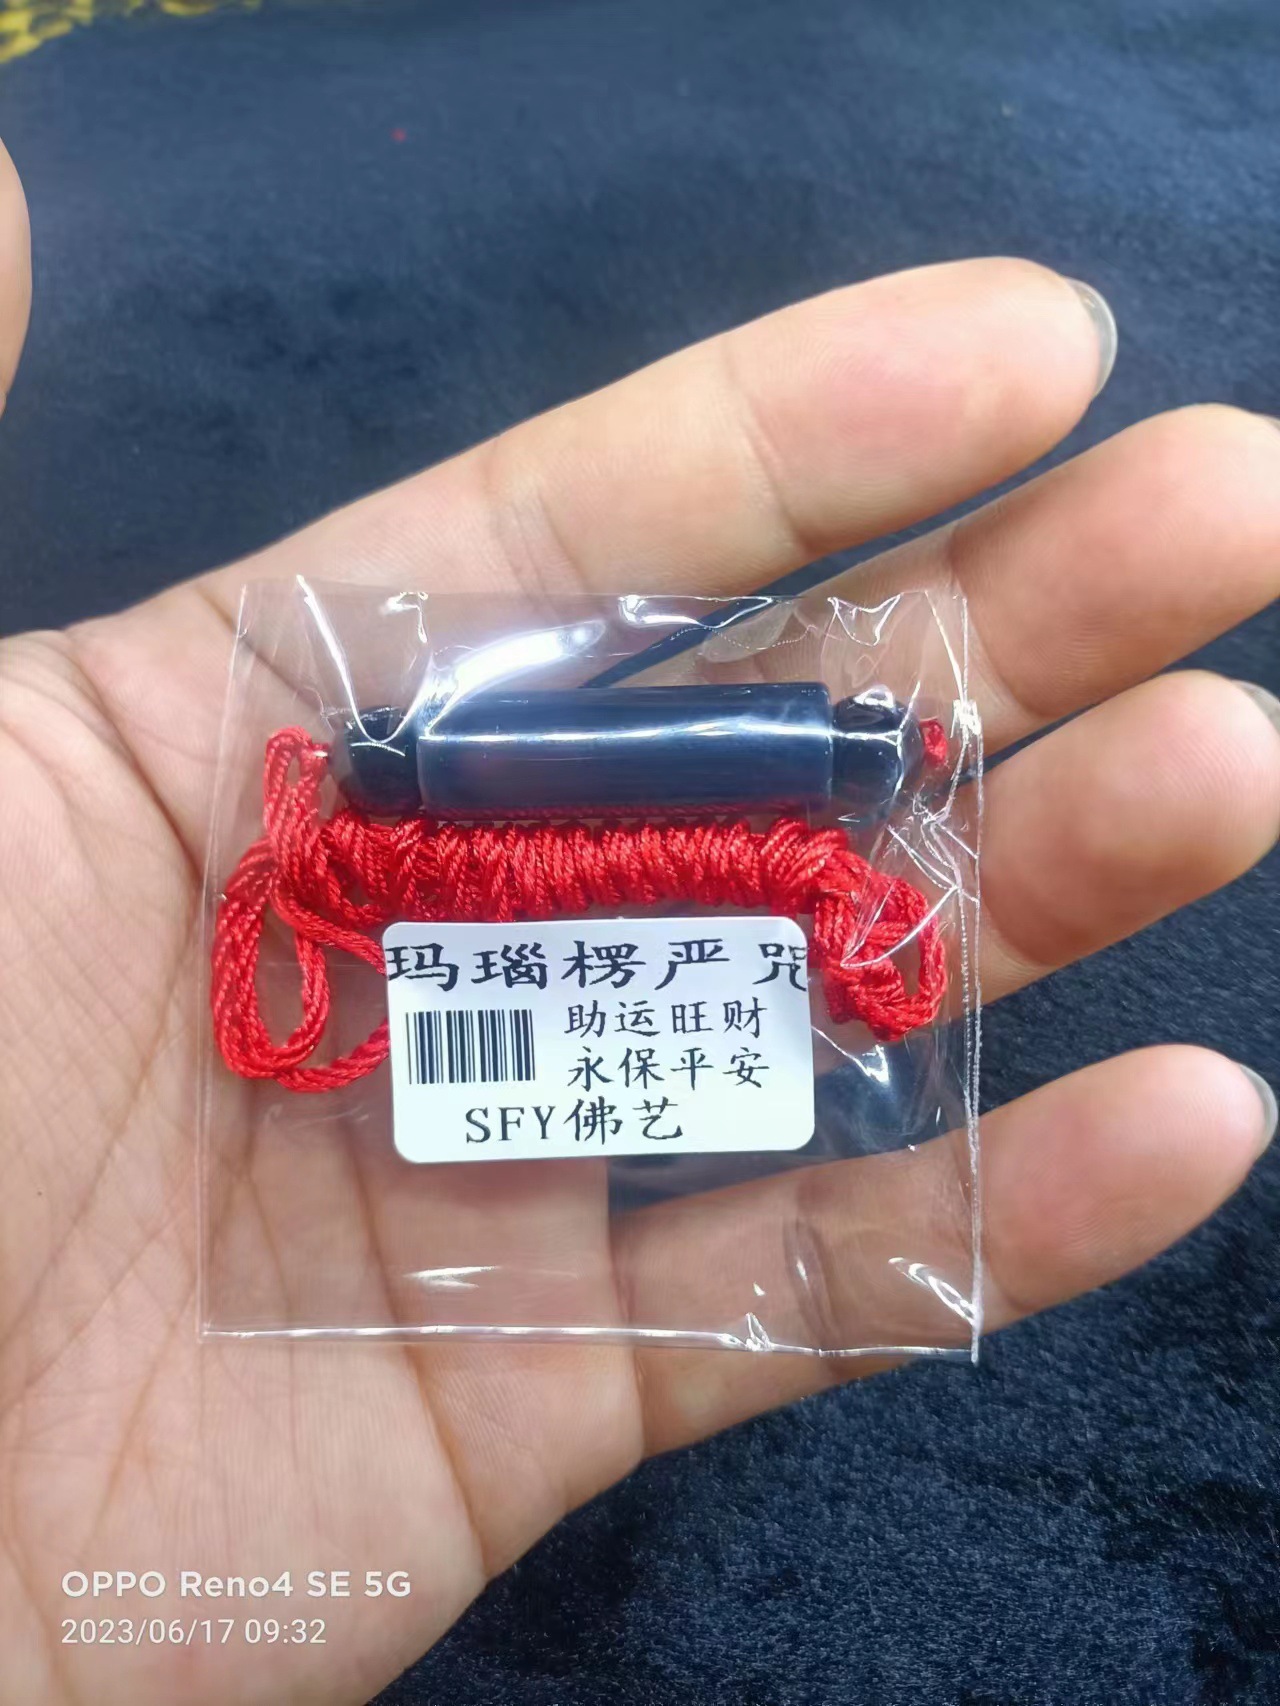 玛瑙楞严咒
助运旺财
永保平安
SFY佛艺
OPPO Reno4 SE 5G
2023/06/17 09:32